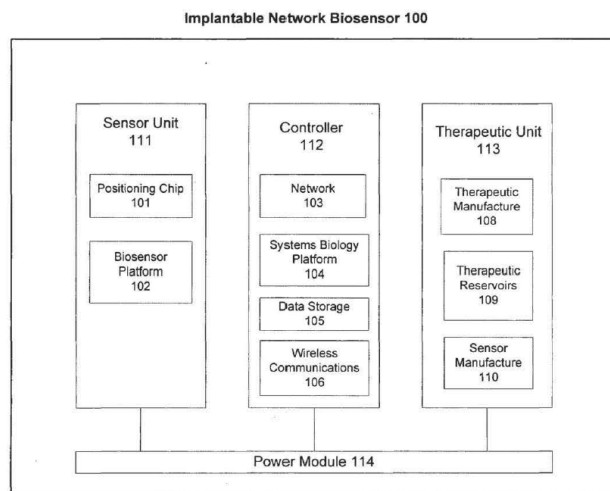 Implantable Network Biosensor 100
Sensor Unit
111
Positioning Chip
101
Biosensor
Platform
102
Controller
112
Network
103
Systems Biology
Platform
104
Data Storage
105
Wireless
Communications
106
Therapeutic Unit
113
Therapeutic
Manufacture
108
Therapeutic
Reservoirs
109
Sensor
Manufacture
110
Power Module 114